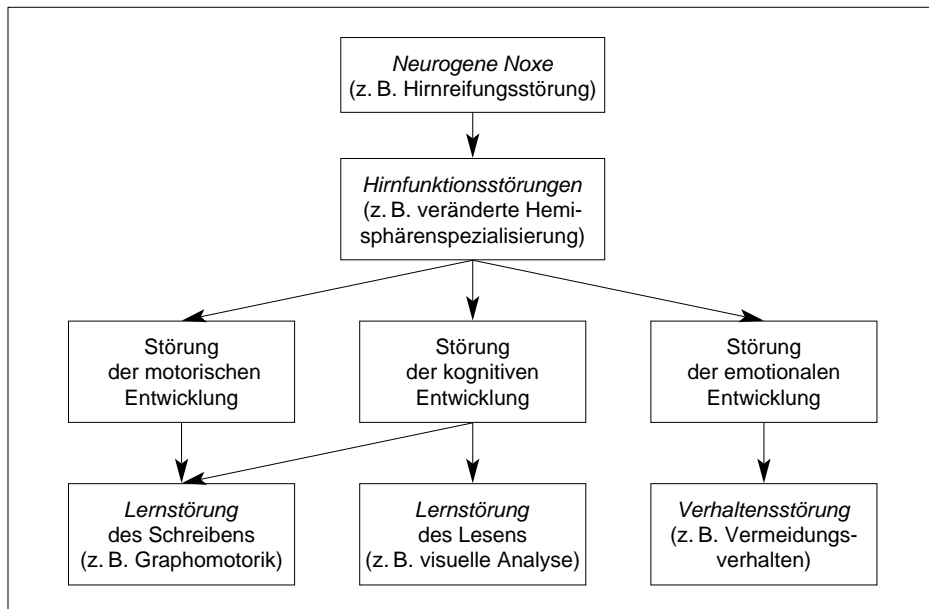 Neurogene Noxe
(z. B. Hirnreifungsstörung)
Hirnfunktionsstörungen
(z. B. veränderte Hemi-
sphärenspezialisierung)
Störung
der motorischen
Entwicklung
Störung
der kognitiven
Entwicklung
Störung
der emotionalen
Entwicklung
Lernstörung
des Schreibens
(z. B. Graphomotorik)
Lernstörung
des Lesens
(z. B. visuelle Analyse)
Verhaltensstörung
(z. B. Vermeidungs-
verhalten)